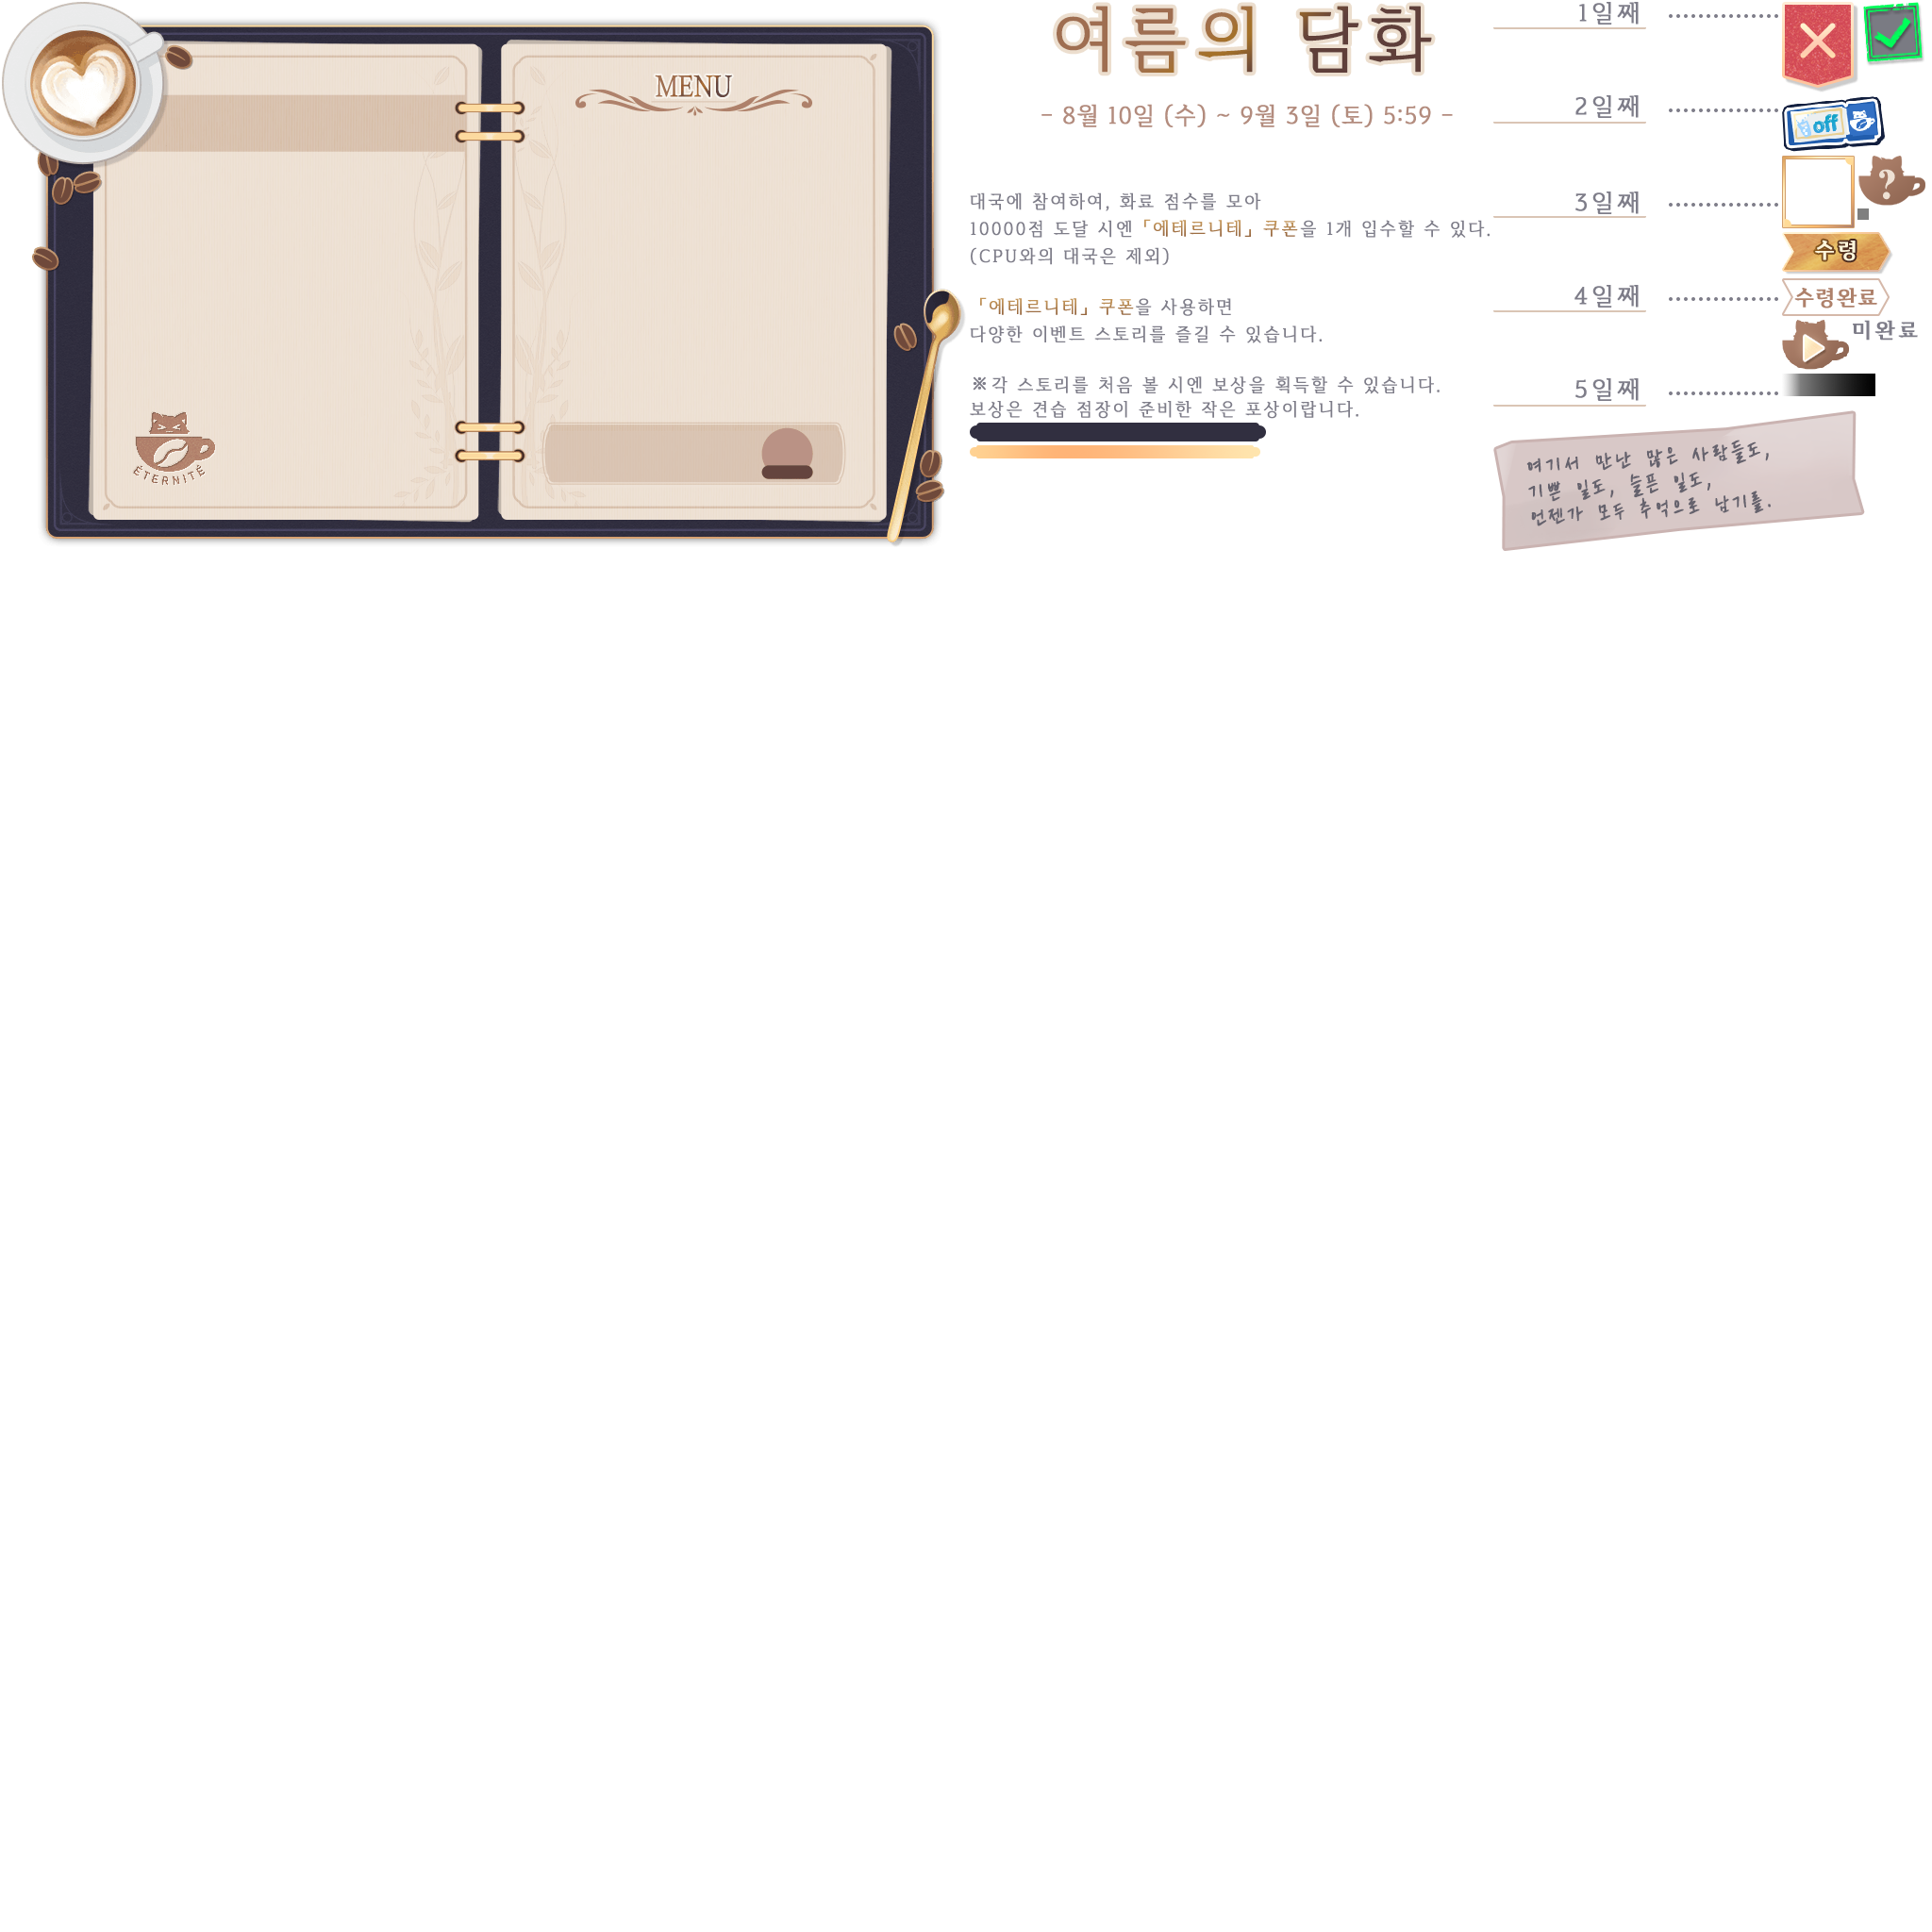 MENU
ÉTERNITÉ
여름의 담화
- 8월 10일 (수) ~ 9월 3일 (토) 5:59 -
대국에 참여하여, 화료 점수를 모아
10000점 도달 시엔 「에테르니테」 쿠폰을 1개 입수할 수 있다.
(CPU와의 대국은 제외)
「에테르니테」 쿠폰을 사용하면
다양한 이벤트 스토리를 즐길 수 있습니다.
※각 스토리를 처음 볼 시엔 보상을 획득할 수 있습니다.
보상은 견습 점장이 준비한 작은 포상이랍니다.
1일째
2일째
3일째
4일째
5일째
off
?
수령
수령완료
미완료
여기서 만난 많은 사람들도,
기쁜 일도, 슬픈 일도,
언젠가 모두 추억으로 남기를.